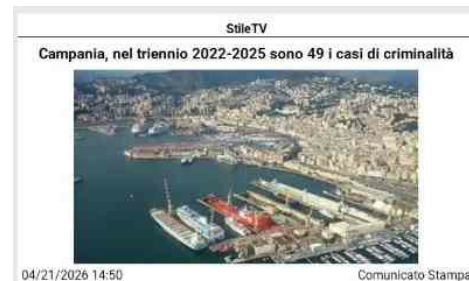 StileTV
Campania, nel triennio 2022-2025 sono 49 i casi di criminalità
04/21/2026 14:50
Comunicato Stampa